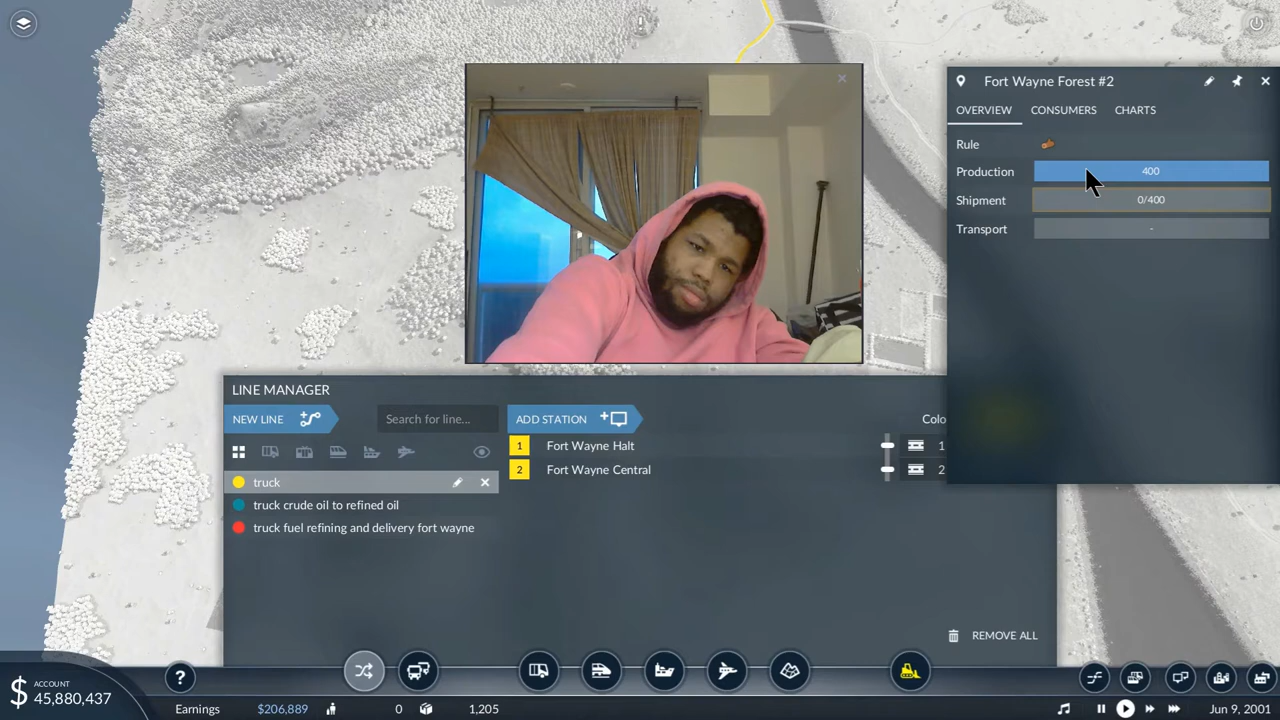 Fort Wayne Forest #2
OVERVIEW CONSUMERS CHARTS
Rule
Production 400
Shipment 0/400
Transport -
LINE MANAGER
NEW LINE Search for line... ADD STATION Colo
1 Fort Wayne Halt 1
2 Fort Wayne Central 2
truck
truck crude oil to refined oil
truck fuel refining and delivery fort wayne
REMOVE ALL
?
$ ACCOUNT
45,880,437
Earnings $206,889 0 1,205 Jun 9, 2001